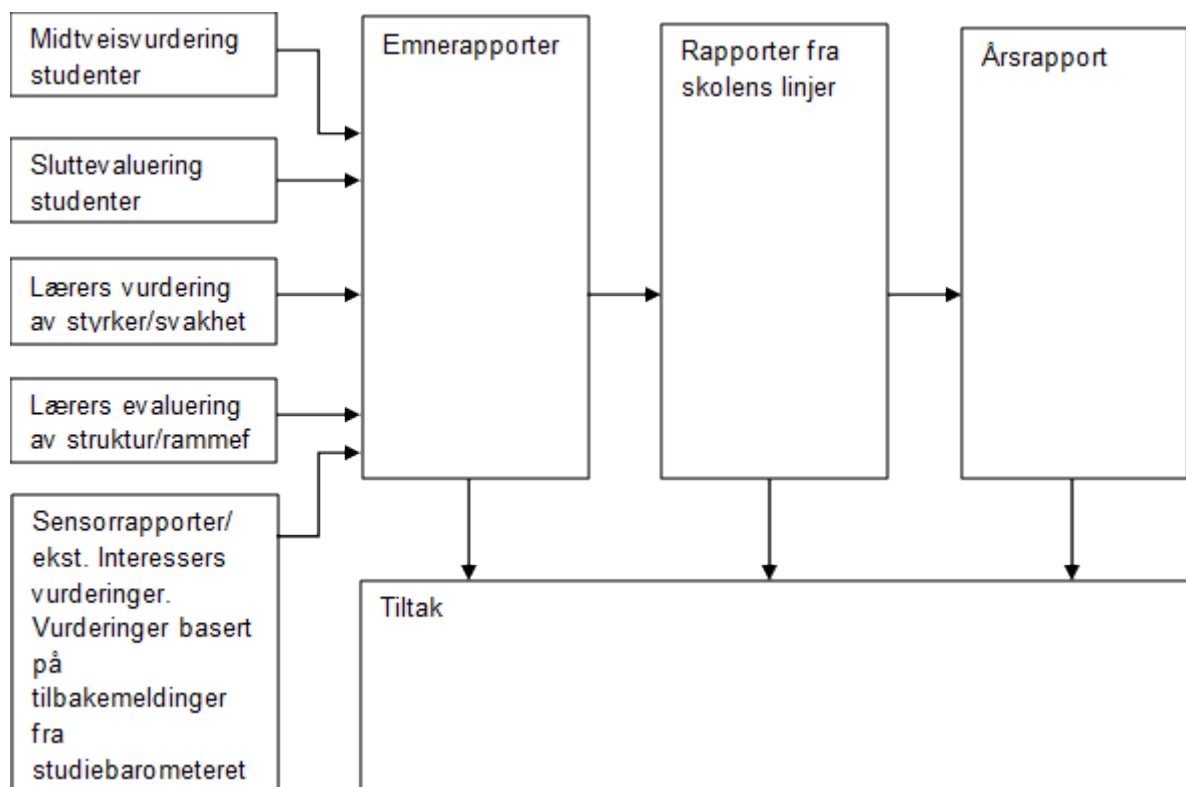 Midtveisvurdering
studenter
Sluttevaluering
studenter
Lærers vurdering
av styrker/svakhet
Lærers evaluering
av struktur/rammef
Sensorrapporter/
ekst. Interessers
vurderinger.
Vurderinger basert
på
tilbakemeldinger
fra
studiebarometeret
Emnerapporter
Rapporter fra
skolens linjer
Årsrapport
Tiltak